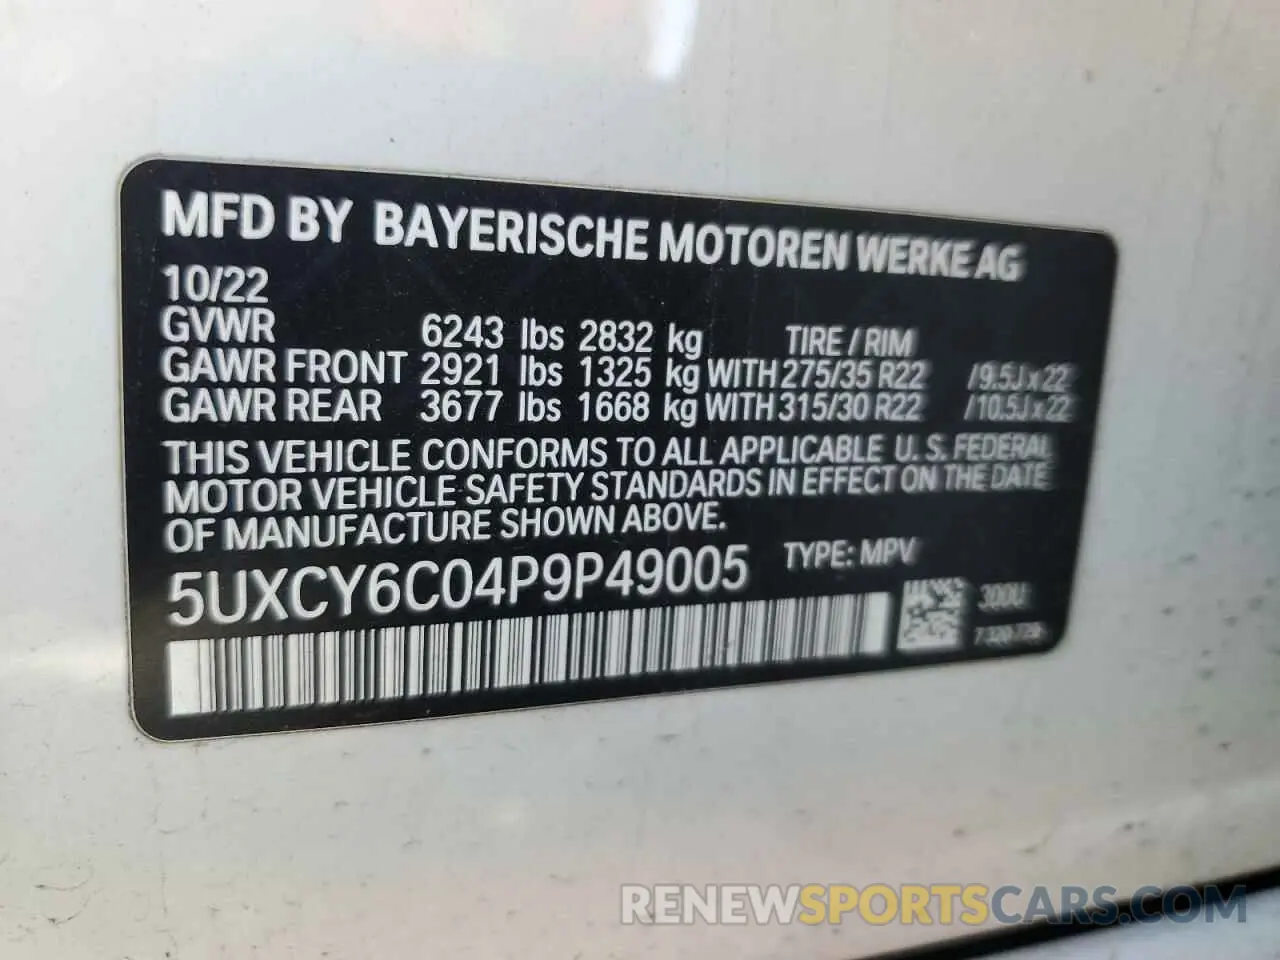 MFD BY BAYERISCHE MOTOREN WERKE AG
10/22
GVWR 6243 lbs 2832 kg TIRE / RIM
GAWR FRONT 2921 lbs 1325 kg WITH 275/35 R22 /9.5J x 22
GAWR REAR 3677 lbs 1668 kg WITH 315/30 R22 /10.5J x 22
THIS VEHICLE CONFORMS TO ALL APPLICABLE U. S. FEDERAL
MOTOR VEHICLE SAFETY STANDARDS IN EFFECT ON THE DATE
OF MANUFACTURE SHOWN ABOVE.
5UXCY6C04P9P49005 TYPE: MPV
300U
RENEWSPORTSCARS.COM